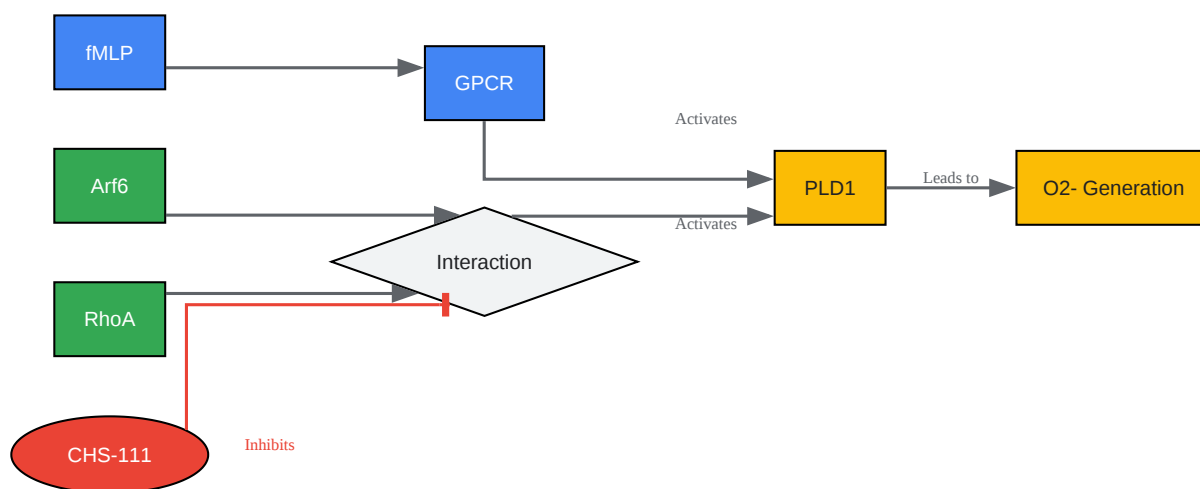 fMLP
GPCR
Activates
Arf6
PLD1
Leads to
O2- Generation
Activates
Interaction
RhoA
Inhibits
CHS-111